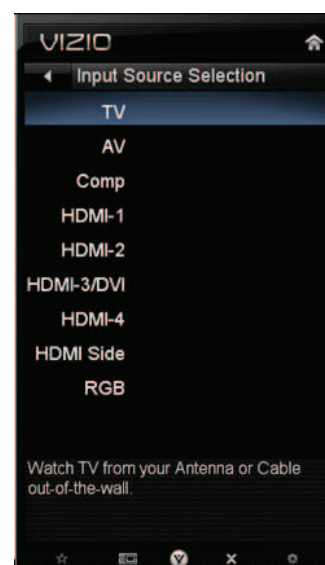 VIZIO
Input Source Selection
TV
AV
Comp
HDMI-1
HDMI-2
HDMI-3/DVI
HDMI-4
HDMI Side
RGB
Watch TV from your Antenna or Cable
out-of-the-wall.